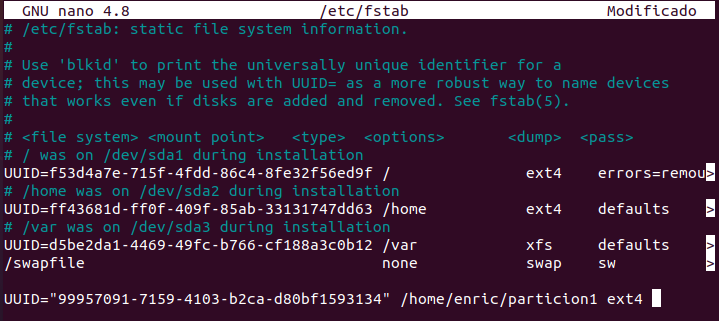 GNU nano 4.8 /etc/fstab Modificado
# /etc/fstab: static file system information.
#
# Use 'blkid' to print the universally unique identifier for a
# device; this may be used with UUID= as a more robust way to name devices
# that works even if disks are added and removed. See fstab(5).
#
# <file system> <mount point>   <type>  <options>       <dump>  <pass>
# / was on /dev/sda1 during installation
UUID=f53d4a7e-715f-4fdd-86c4-8fe32f56ed9f /               ext4    errors=remou>
# /home was on /dev/sda2 during installation
UUID=ff43681d-ff0f-409f-85ab-33131747dd63 /home           ext4    defaults    >
# /var was on /dev/sda3 during installation
UUID=d5be2da1-4469-49fc-b766-cf188a3c0b12 /var            xfs     defaults    >
/swapfile                                 none            swap    sw          >
UUID="99957091-7159-4103-b2ca-d80bf1593134" /home/enric/particion1 ext4